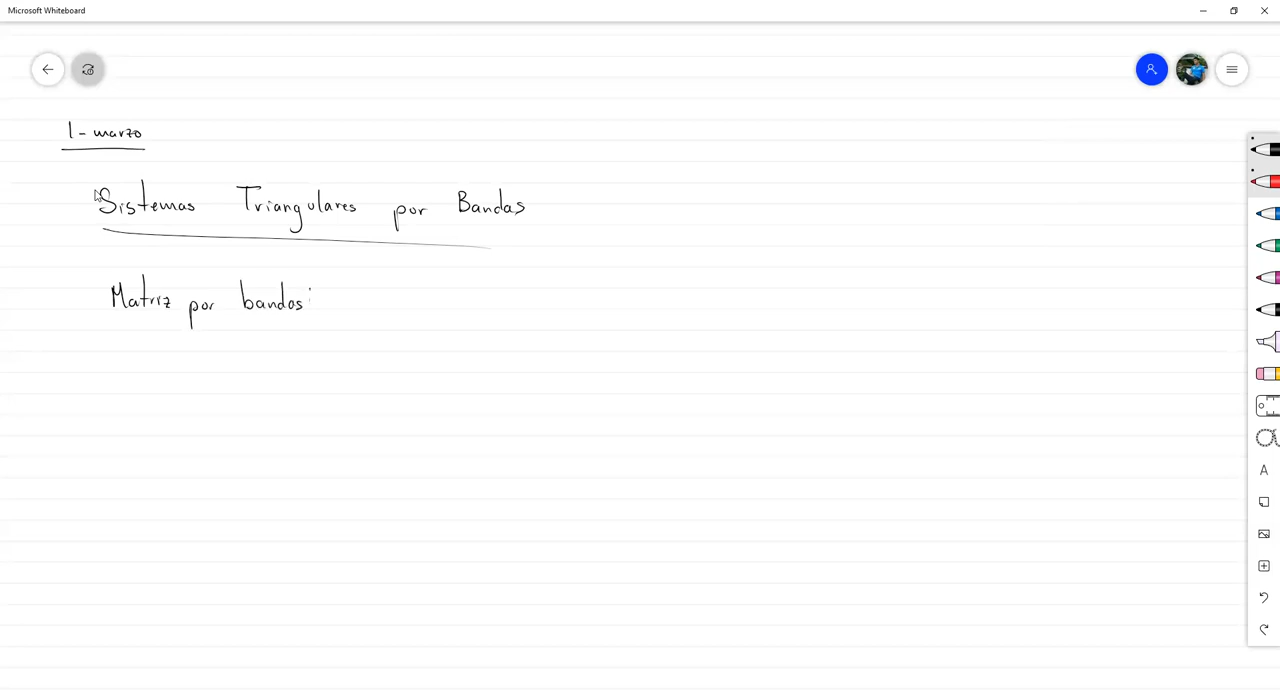 Microsoft Whiteboard
1 - marzo
Sistemas Triangulares por Bandas
Matriz por bandas:
A